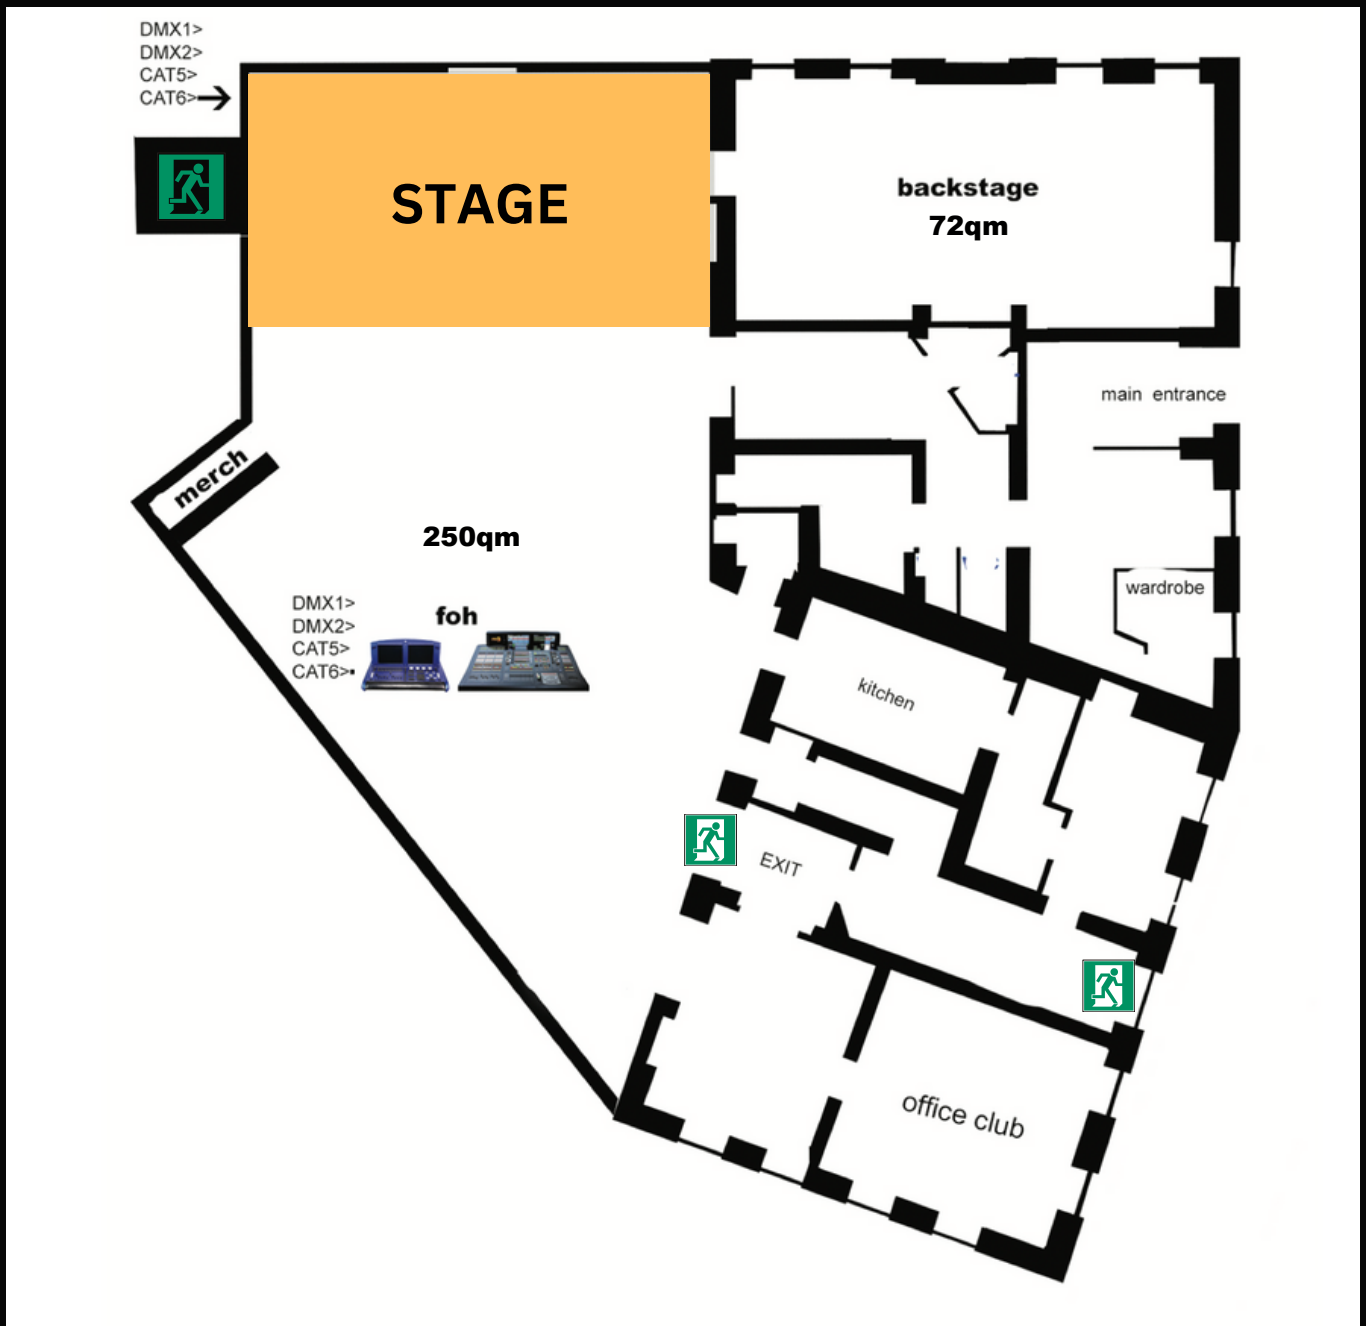 DMX1>
DMX2>
CAT5>
CAT6>
STAGE
backstage
72qm
main entrance
merch
250qm
DMX1>
DMX2>
CAT5>
CAT6>
foh
wardrobe
kitchen
EXIT
office club